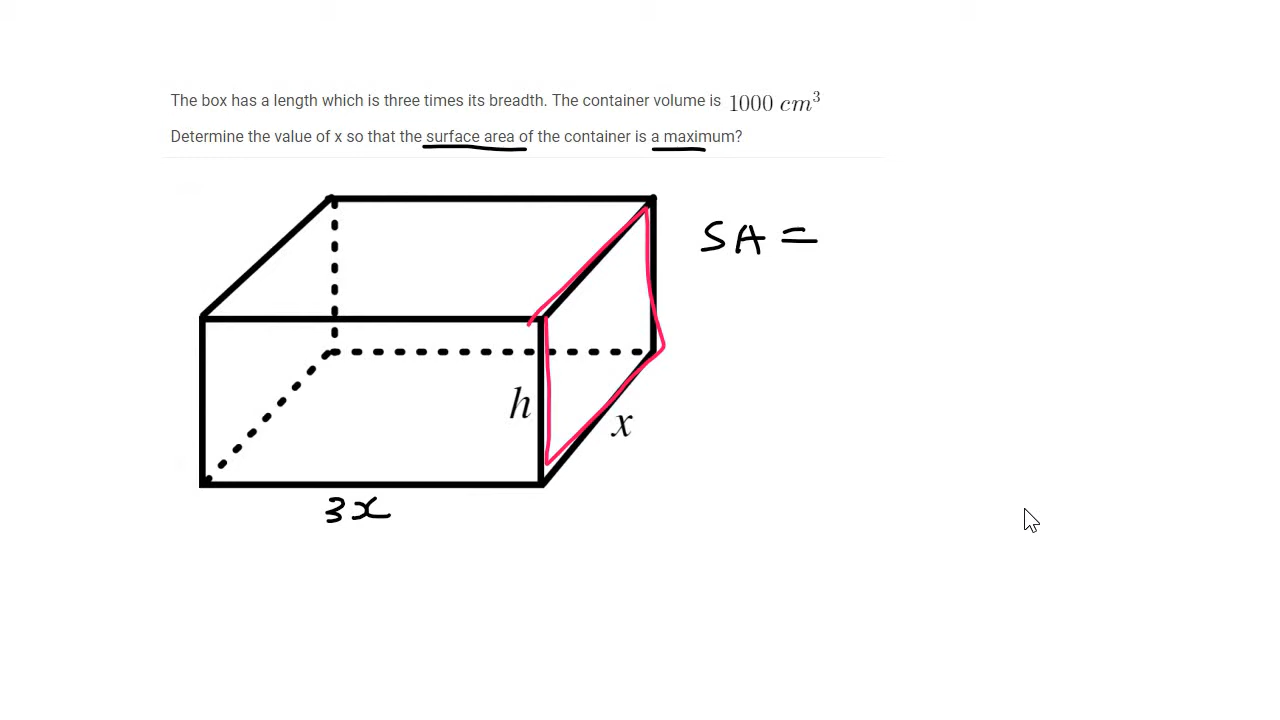 The box has a length which is three times its breadth. The container volume is 1000 cm³
Determine the value of x so that the surface area of the container is a maximum?
SA =
h
x
3x